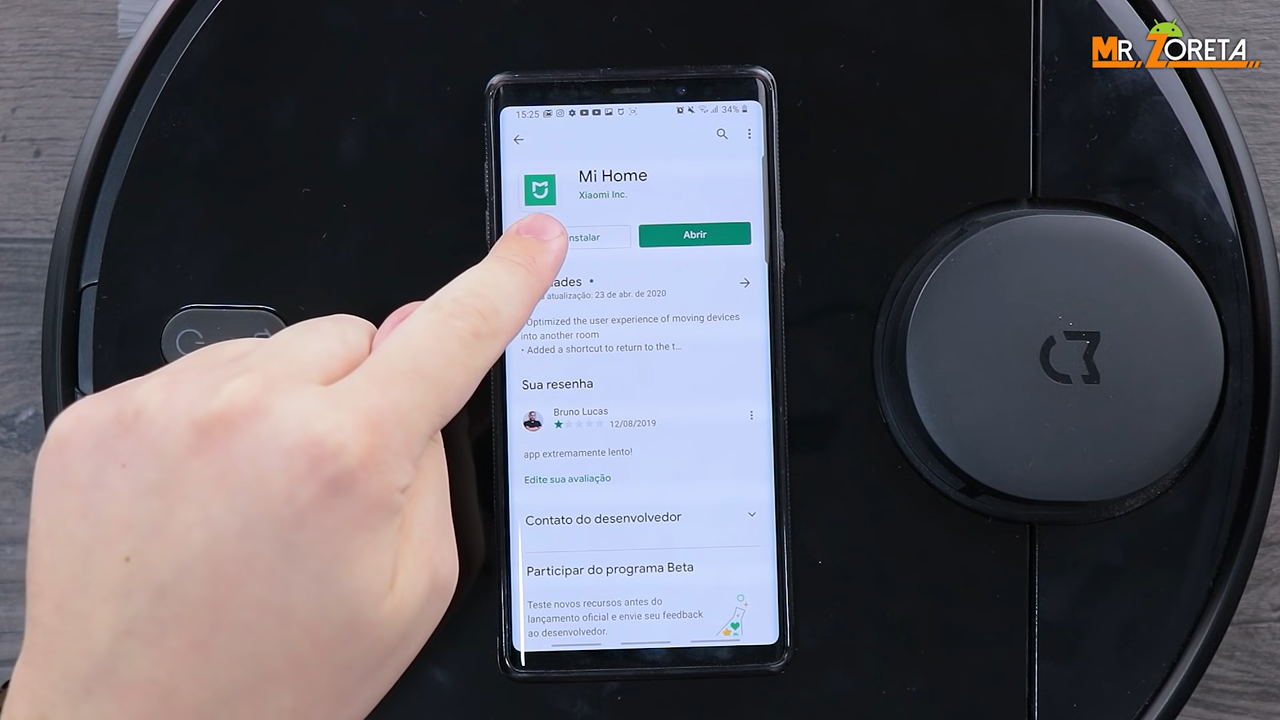 MR. ZORETA
15:25
34%
Mi Home
Xiaomi Inc.
nstalar
Abrir
ades •
atualização: 23 de abr. de 2020
Optimized the user experience of moving devices
into another room
• Added a shortcut to return to the t...
Sua resenha
Bruno Lucas
12/08/2019
app extremamente lento!
Edite sua avaliação
Contato do desenvolvedor
Participar do programa Beta
Teste novos recursos antes do
lançamento oficial e envie seu feedback
ao desenvolvedor.